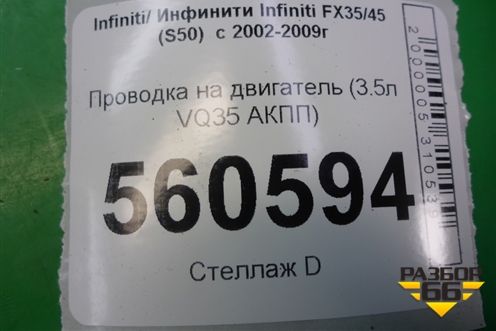 Infiniti/ Инфинити Infiniti FX35/45
(S50) с 2002-2009г
Проводка на двигатель (3.5л
VQ35 АКПП)
560594
Стеллаж D
РАЗБОР
66